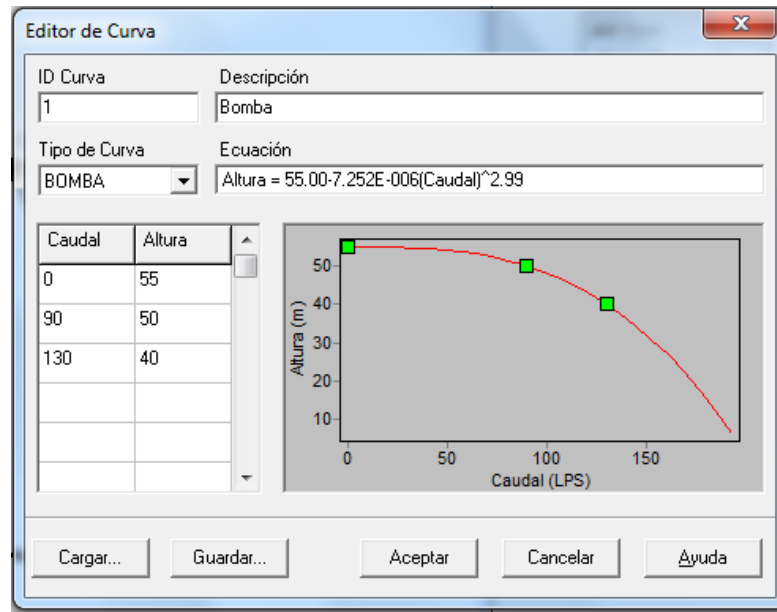 Editor de Curva
ID Curva Descripción
1 Bomba
Tipo de Curva Ecuación
BOMBA Altura = 55.00-7.252E-006(Caudal)^2.99
Caudal Altura
0 55
90 50
130 40
50
40
30
20
10
Altura (m)
0 50 100 150
Caudal (LPS)
Cargar... Guardar... Aceptar Cancelar Ayuda